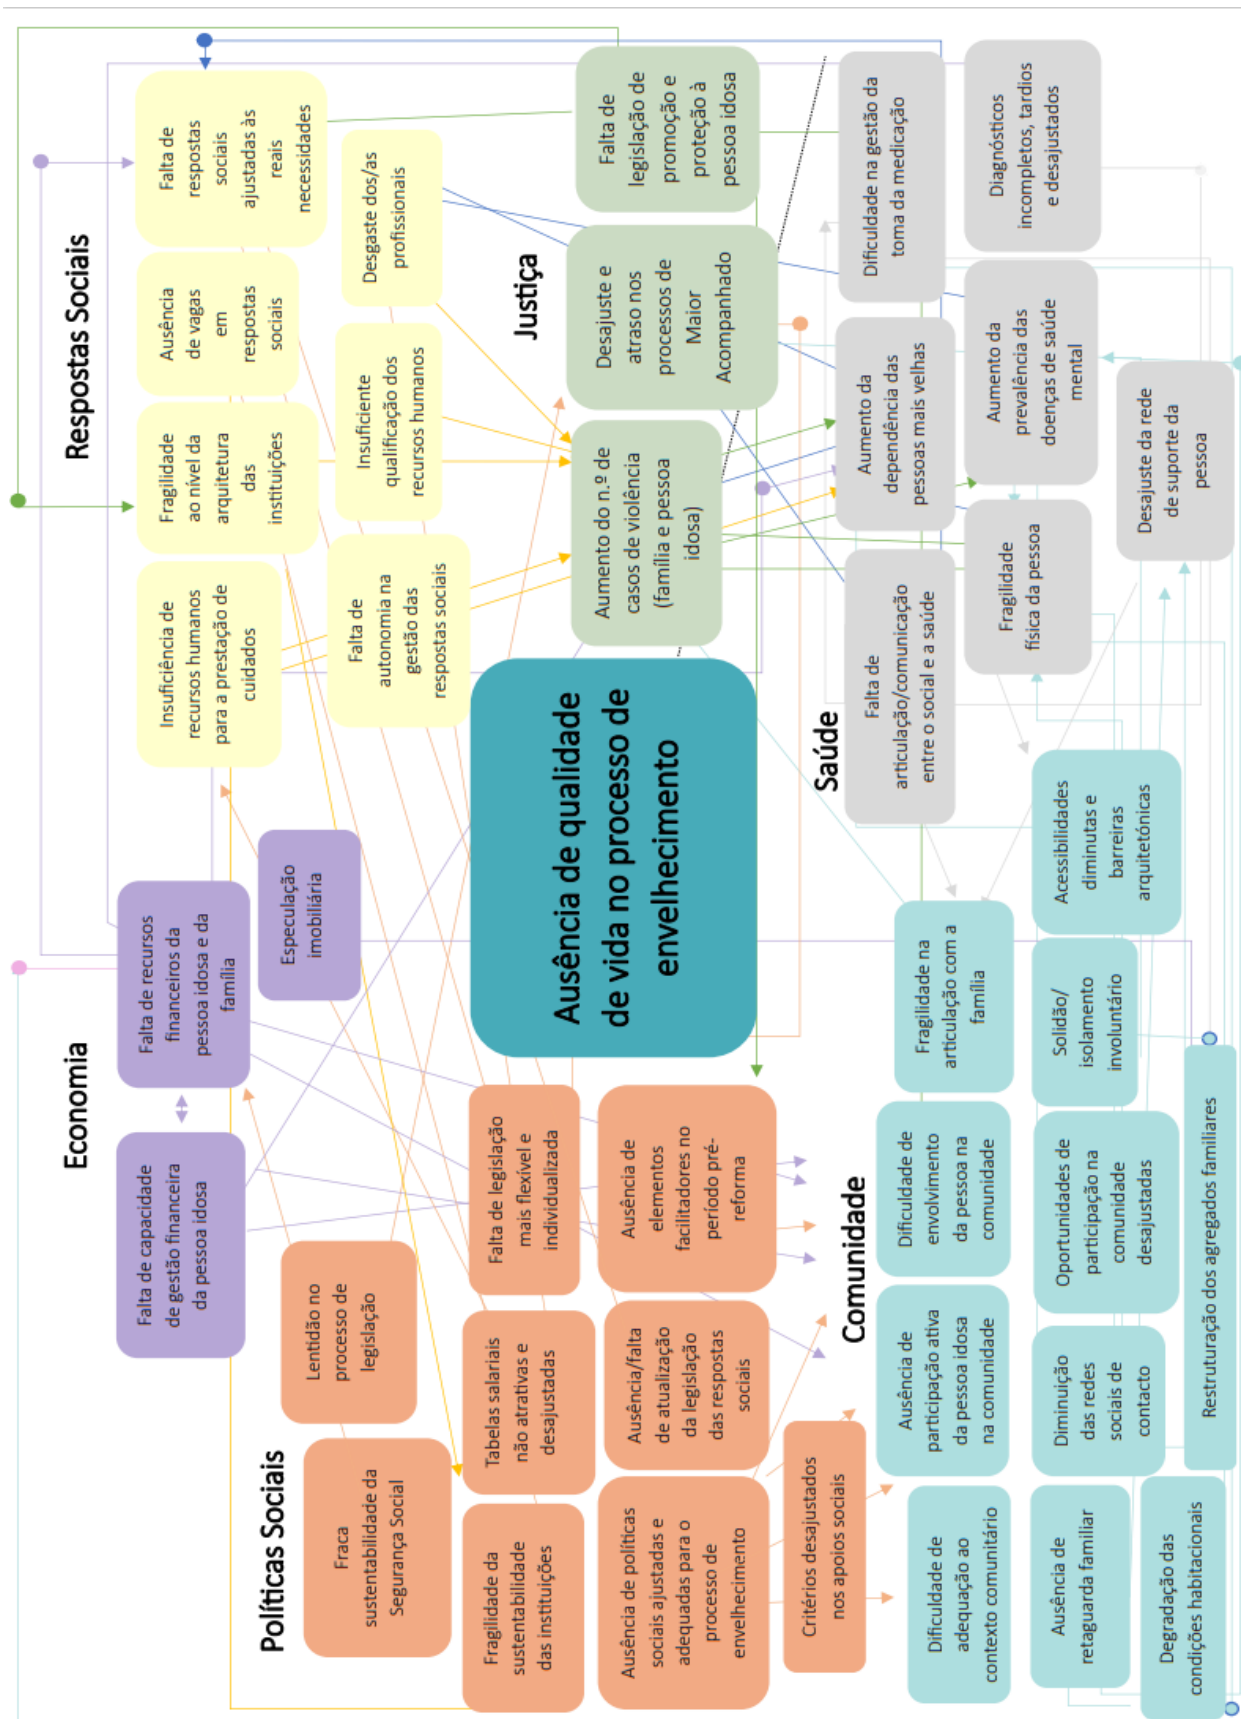 Políticas Sociais
Fraca
sustentabilidade da
Segurança Social
Lentidão no
processo de
legislação
Fragilidade da
sustentabilidade
das instituições
Tabelas salariais
não atrativas e
desajustadas
Falta de legislação
mais flexível e
individualizada
Ausência de políticas
sociais ajustadas e
adequadas para o
processo de
envelhecimento
Ausência/falta
de atualização
da legislação
das respostas
sociais
Ausência de
elementos
facilitadores no
período pré-
reforma
Critérios desajustados
nos apoios sociais
Economia
Falta de capacidade
de gestão financeira
da pessoa idosa
Falta de recursos
financeiros da
pessoa idosa e da
família
Especulação
imobiliária
Respostas Sociais
Insuficiência de
recursos humanos
para a prestação de
cuidados
Fragilidade
ao nível da
arquitetura
das
instituições
Ausência
de vagas
em
respostas
sociais
Falta de
respostas
sociais
ajustadas às
reais
necessidades
Falta de
autonomia na
gestão das
respostas sociais
Insuficiente
qualificação dos
recursos humanos
Desgaste dos/as
profissionais
Ausência de qualidade
de vida no processo de
envelhecimento
Justiça
Aumento do n.º de
casos de violência
(família e pessoa
idosa)
Desajuste e
atraso nos
processos de
Maior
Acompanhado
Falta de
legislação de
promoção e
proteção à
pessoa idosa
Saúde
Falta de
articulação/comunicação
entre o social e a saúde
Aumento da
dependência das
pessoas mais velhas
Dificuldade na gestão da
toma da medicação
Fragilidade
física da pessoa
Aumento da
prevalência das
doenças de saúde
mental
Diagnósticos
incompletos, tardios
e desajustados
Desajuste da rede
de suporte da
pessoa
Comunidade
Dificuldade de
adequação ao
contexto comunitário
Ausência de
participação ativa
da pessoa idosa
na comunidade
Dificuldade de
envolvimento
da pessoa na
comunidade
Fragilidade na
articulação com a
família
Ausência de
retaguarda familiar
Diminuição
das redes
sociais de
contacto
Oportunidades de
participação na
comunidade
desajustadas
Solidão/
isolamento
involuntário
Acessibilidades
diminutas e
barreiras
arquitetónicas
Degradação das
condições habitacionais
Restruturação dos agregados familiares